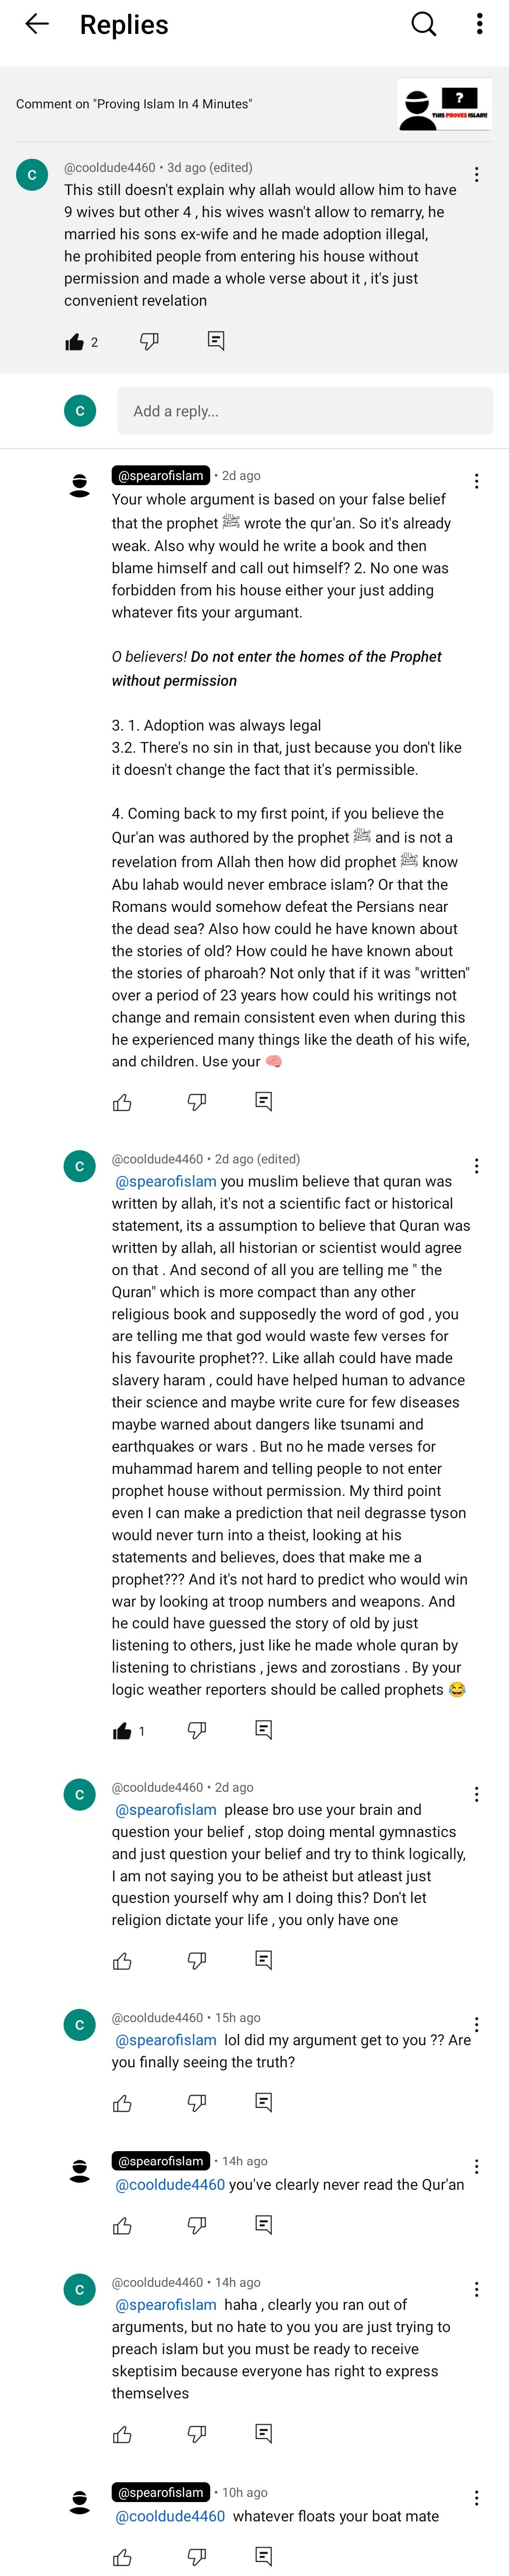 Replies
Comment on "Proving Islam In 4 Minutes"
?
THIS PROVES ISLAM!
C
@cooldude4460 • 3d ago (edited)
This still doesn't explain why allah would allow him to have
9 wives but other 4 , his wives wasn't allow to remarry, he
married his sons ex-wife and he made adoption illegal,
he prohibited people from entering his house without
permission and made a whole verse about it , it's just
convenient revelation
2
C
Add a reply...
@spearofislam • 2d ago
Your whole argument is based on your false belief
that the prophet ﷺ wrote the qur'an. So it's already
weak. Also why would he write a book and then
blame himself and call out himself? 2. No one was
forbidden from his house either your just adding
whatever fits your argumant.
O believers! Do not enter the homes of the Prophet
without permission
3. 1. Adoption was always legal
3.2. There's no sin in that, just because you don't like
it doesn't change the fact that it's permissible.
4. Coming back to my first point, if you believe the
Qur'an was authored by the prophet ﷺ and is not a
revelation from Allah then how did prophet ﷺ know
Abu lahab would never embrace islam? Or that the
Romans would somehow defeat the Persians near
the dead sea? Also how could he have known about
the stories of old? How could he have known about
the stories of pharoah? Not only that if it was "written"
over a period of 23 years how could his writings not
change and remain consistent even when during this
he experienced many things like the death of his wife,
and children. Use your 🧠
C
@cooldude4460 • 2d ago (edited)
@spearofislam you muslim believe that quran was
written by allah, it's not a scientific fact or historical
statement, its a assumption to believe that Quran was
written by allah, all historian or scientist would agree
on that . And second of all you are telling me " the
Quran" which is more compact than any other
religious book and supposedly the word of god , you
are telling me that god would waste few verses for
his favourite prophet??. Like allah could have made
slavery haram , could have helped human to advance
their science and maybe write cure for few diseases
maybe warned about dangers like tsunami and
earthquakes or wars . But no he made verses for
muhammad harem and telling people to not enter
prophet house without permission. My third point
even I can make a prediction that neil degrasse tyson
would never turn into a theist, looking at his
statements and believes, does that make me a
prophet??? And it's not hard to predict who would win
war by looking at troop numbers and weapons. And
he could have guessed the story of old by just
listening to others, just like he made whole quran by
listening to christians , jews and zorostians . By your
logic weather reporters should be called prophets 😂
1
C
@cooldude4460 • 2d ago
@spearofislam please bro use your brain and
question your belief , stop doing mental gymnastics
and just question your belief and try to think logically,
I am not saying you to be atheist but atleast just
question yourself why am I doing this? Don't let
religion dictate your life , you only have one
C
@cooldude4460 • 15h ago
@spearofislam lol did my argument get to you ?? Are
you finally seeing the truth?
@spearofislam • 14h ago
@cooldude4460 you've clearly never read the Qur'an
C
@cooldude4460 • 14h ago
@spearofislam haha , clearly you ran out of
arguments, but no hate to you you are just trying to
preach islam but you must be ready to receive
skeptisim because everyone has right to express
themselves
@spearofislam • 10h ago
@cooldude4460 whatever floats your boat mate